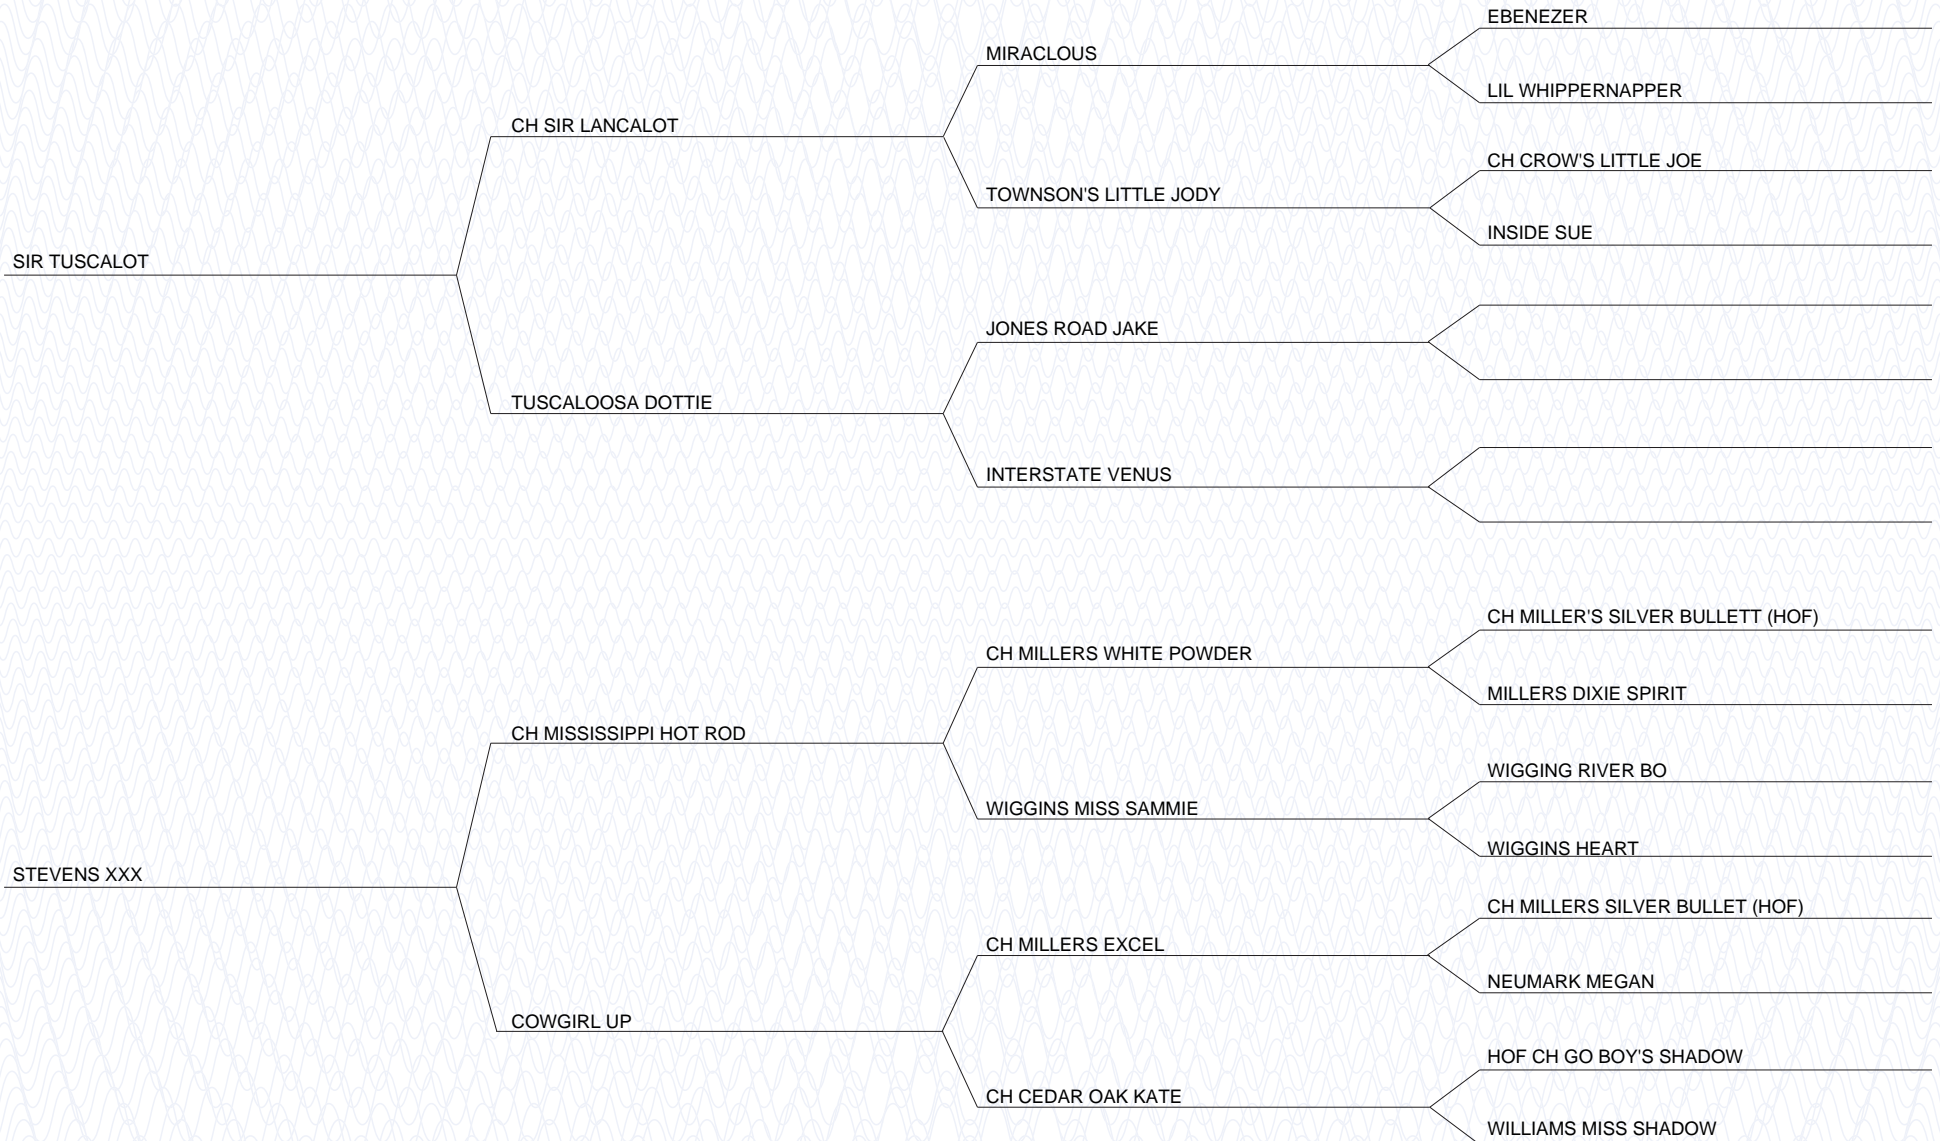 EBENEZER
MIRACLOUS
LIL WHIPPERNAPPER
CH SIR LANCALOT
CH CROW'S LITTLE JOE
TOWNSON'S LITTLE JODY
INSIDE SUE
SIR TUSCALOT
JONES ROAD JAKE
TUSCALOOSA DOTTIE
INTERSTATE VENUS
CH MILLER'S SILVER BULLETT (HOF)
CH MILLERS WHITE POWDER
MILLERS DIXIE SPIRIT
CH MISSISSIPPI HOT ROD
WIGGING RIVER BO
WIGGINS MISS SAMMIE
WIGGINS HEART
STEVENS XXX
CH MILLERS SILVER BULLET (HOF)
CH MILLERS EXCEL
NEUMARK MEGAN
COWGIRL UP
HOF CH GO BOY'S SHADOW
CH CEDAR OAK KATE
WILLIAMS MISS SHADOW